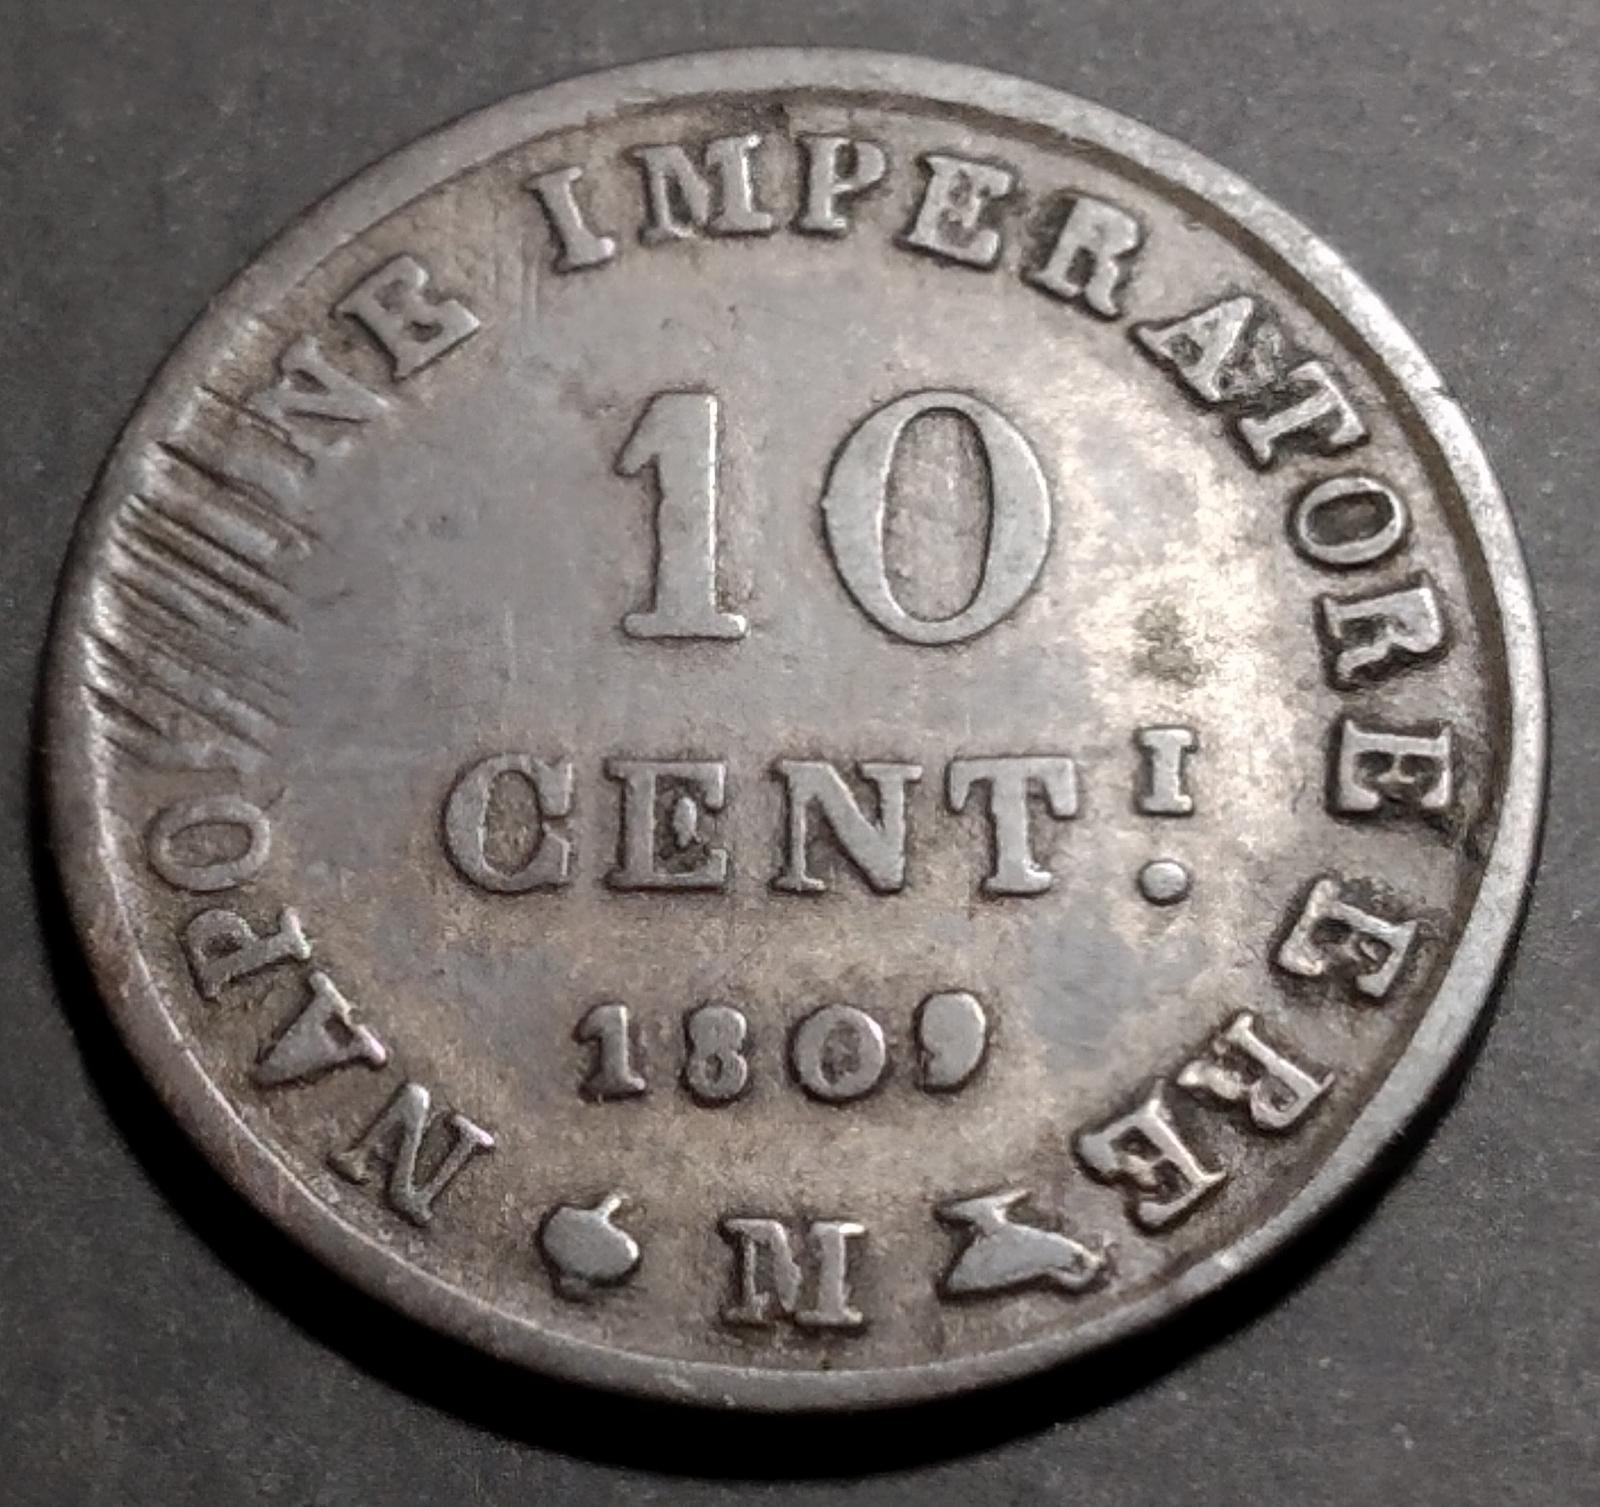 NAPOLEONE IMPERATORE E RE
10
CENT.I
1809
M